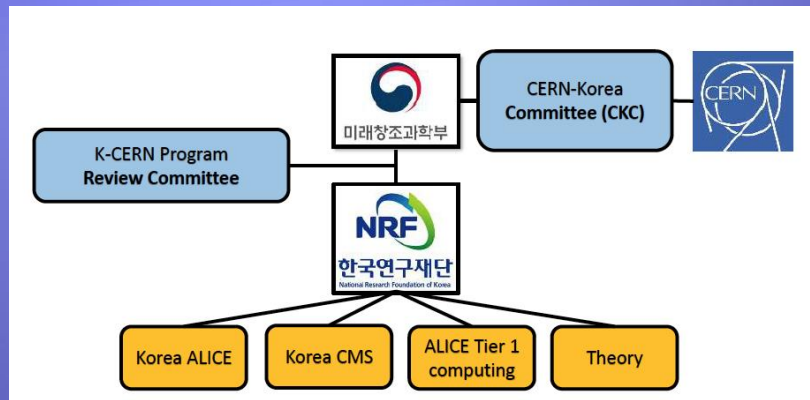 미래창조과학부
CERN-Korea
Committee (CKC)
CERN
K-CERN Program
Review Committee
NRF
한국연구재단
National Research Foundation of Korea
Korea ALICE
Korea CMS
ALICE Tier 1
computing
Theory